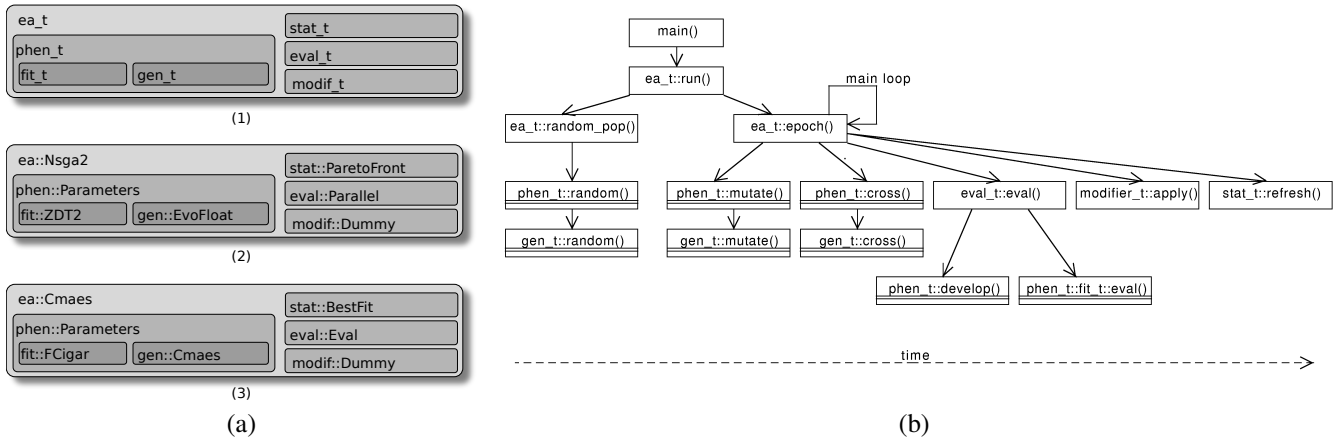 ea_t
stat_t
phen_t
eval_t
fit_t
gen_t
modif_t
(1)
ea::Nsga2
stat::ParetoFront
phen::Parameters
eval::Parallel
fit::ZDT2
gen::EvoFloat
modif::Dummy
(2)
ea::Cmaes
stat::BestFit
phen::Parameters
eval::Eval
fit::FCigar
gen::Cmaes
modif::Dummy
(3)
(a)
main()
ea_t::run()
main loop
ea_t::random_pop()
ea_t::epoch()
phen_t::random()
phen_t::mutate()
phen_t::cross()
eval_t::eval()
modifier_t::apply()
stat_t::refresh()
gen_t::random()
gen_t::mutate()
gen_t::cross()
phen_t::develop()
phen_t::fit_t::eval()
time
(b)